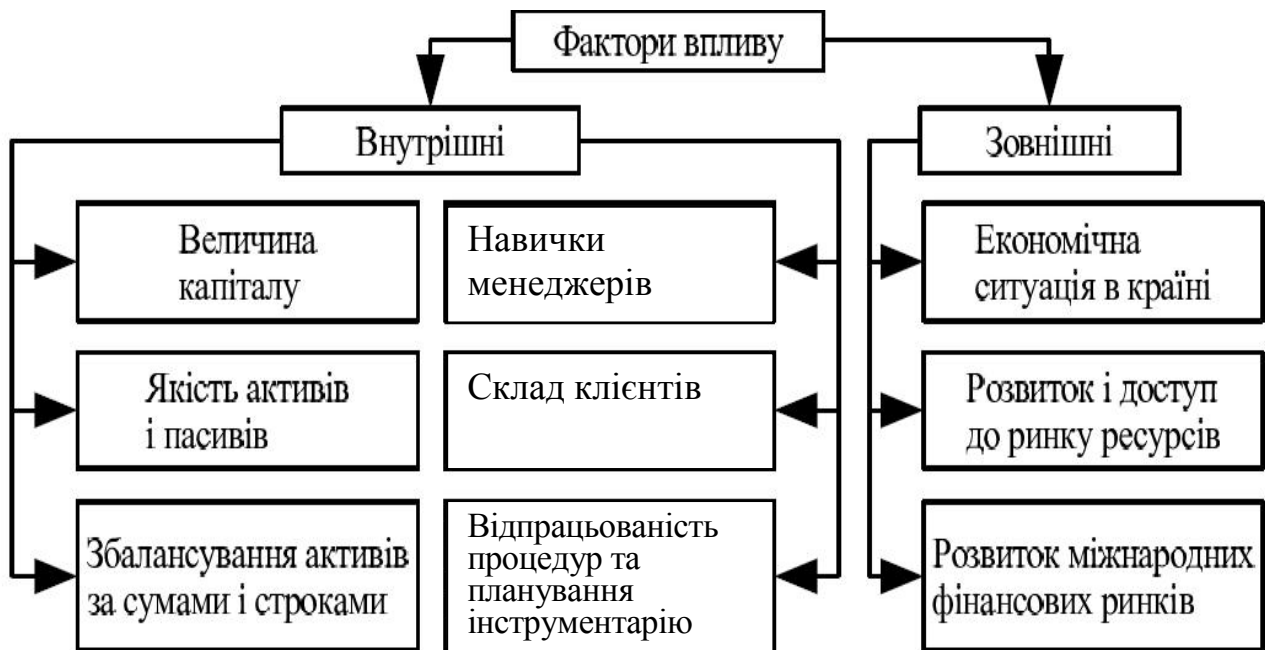 Фактори впливу
Внутрішні
Зовнішні
Величина
капіталу
Навички
менеджерів
Економічна
ситуація в країні
Якість активів
і пасивів
Склад клієнтів
Розвиток і доступ
до ринку ресурсів
Збалансування активів
за сумами і строками
Відпрацьованість
процедур та
планування
інструментарію
Розвиток міжнародних
фінансових ринків